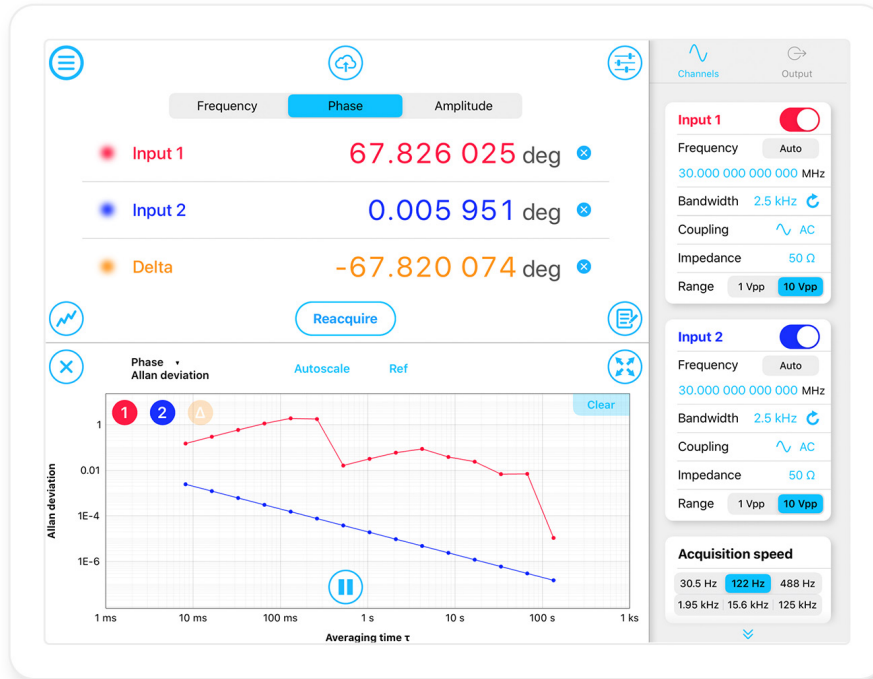 Frequency Phase Amplitude
Input 1 67.826 025 deg
Input 2 0.005 951 deg
Delta -67.820 074 deg
Reacquire
Phase
Allan deviation
Autoscale Ref
1 2 Δ
Clear
Allan deviation
1
0.01
1E-4
1E-6
1 ms 10 ms 100 ms 1 s 10 s 100 s 1 ks
Averaging time τ
Channels Output
Input 1
Frequency Auto
30.000 000 000 000 MHz
Bandwidth 2.5 kHz
Coupling AC
Impedance 50 Ω
Range 1 Vpp 10 Vpp
Input 2
Frequency Auto
30.000 000 000 000 MHz
Bandwidth 2.5 kHz
Coupling AC
Impedance 50 Ω
Range 1 Vpp 10 Vpp
Acquisition speed
30.5 Hz 122 Hz 488 Hz
1.95 kHz 15.6 kHz 125 kHz